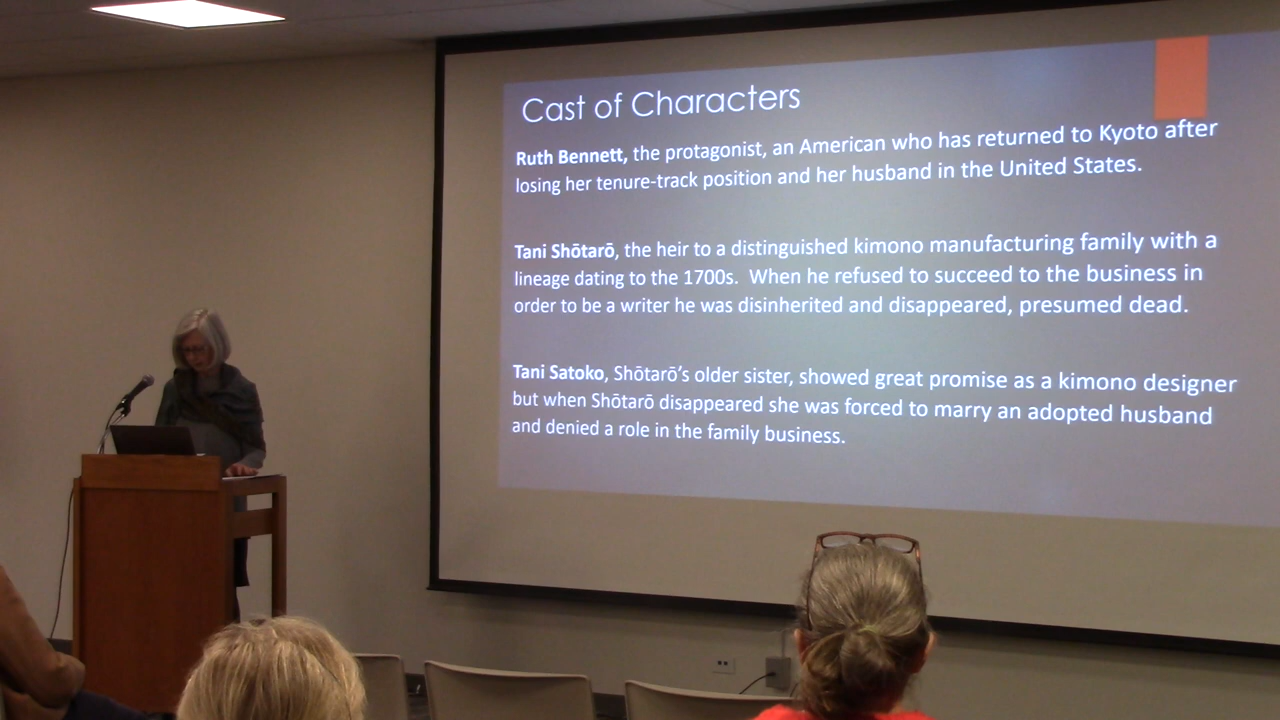 Cast of Characters
Ruth Bennett, the protagonist, an American who has returned to Kyoto after
losing her tenure-track position and her husband in the United States.
Tani Shōtarō, the heir to a distinguished kimono manufacturing family with a
lineage dating to the 1700s. When he refused to succeed to the business in
order to be a writer he was disinherited and disappeared, presumed dead.
Tani Satoko, Shōtarō's older sister, showed great promise as a kimono designer
but when Shōtarō disappeared she was forced to marry an adopted husband
and denied a role in the family business.